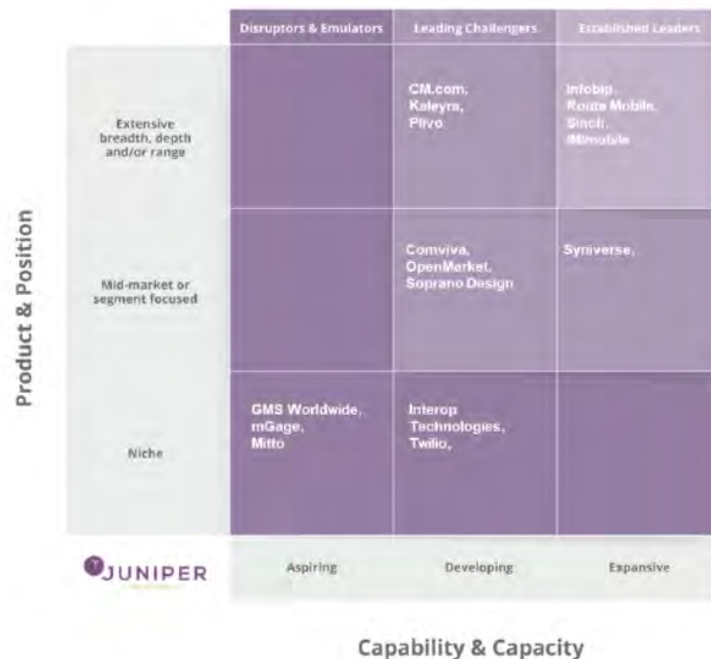 Disruptors & Emulators
Leading Challengers
Established Leaders
Product & Position
Extensive
breadth, depth
and/or range
CM.com,
Kaleyra,
Plivo
Infobip,
Route Mobile,
Sinch,
IMImobile
Mid-market or
segment focused
Comviva,
OpenMarket,
Soprano Design
Syniverse,
Niche
GMS Worldwide,
mGage,
Mitto
Interop
Technologies,
Twilio,
JUNIPER
Aspiring
Developing
Expansive
Capability & Capacity